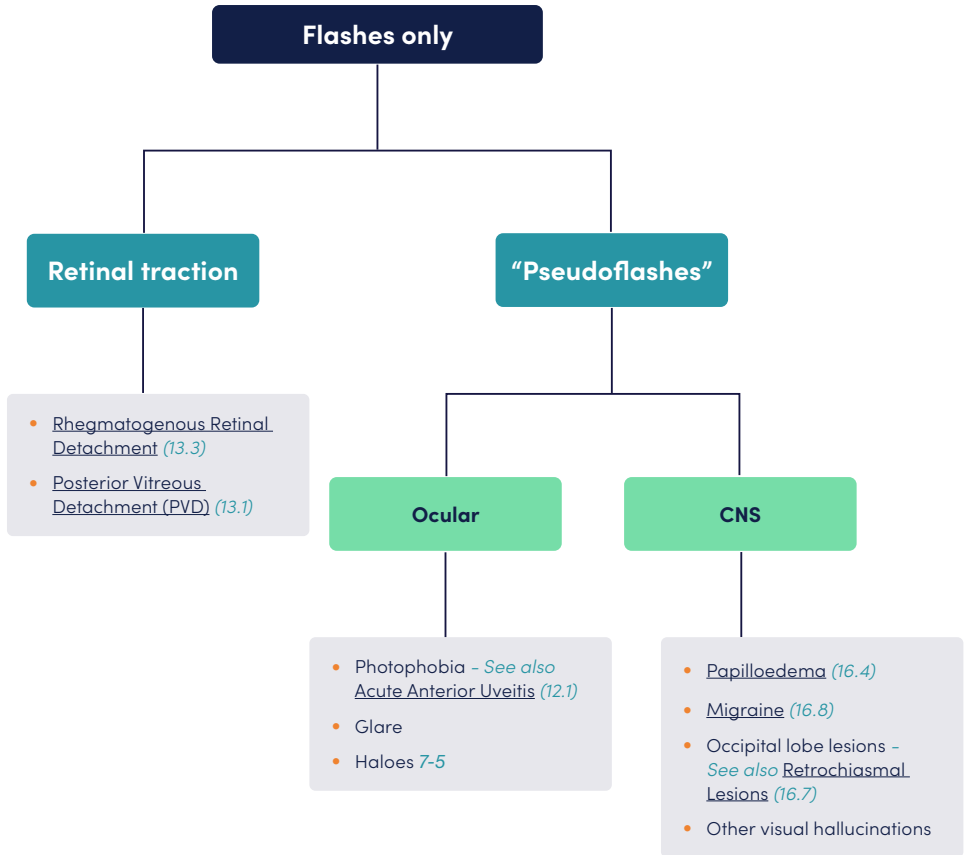 Flashes only
Retinal traction
“Pseudoflashes”
• Rhegmatogenous Retinal
Detachment (13.3)
• Posterior Vitreous
Detachment (PVD) (13.1)
Ocular
CNS
• Photophobia - See also
Acute Anterior Uveitis (12.1)
• Glare
• Haloes 7-5
• Papilloedema (16.4)
• Migraine (16.8)
• Occipital lobe lesions -
See also Retrochiasmal
Lesions (16.7)
• Other visual hallucinations